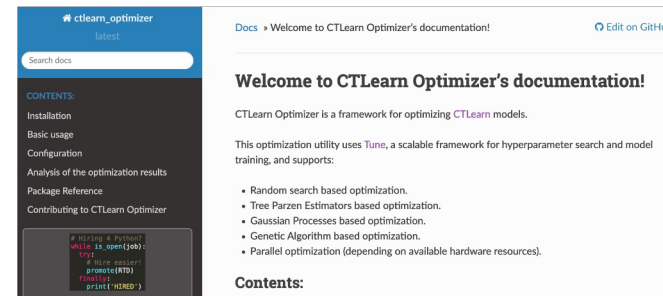 ctlearn_optimizer
latest
Search docs
CONTENTS:
Installation
Basic usage
Configuration
Analysis of the optimization results
Package Reference
Contributing to CTLearn Optimizer
# Hiring 4 Python?
while is_open(job):
try:
# Hire easier!
promote(RTD)
finally:
print('HIRED')
Docs » Welcome to CTLearn Optimizer's documentation!
Edit on GitH
Welcome to CTLearn Optimizer's documentation!
CTLearn Optimizer is a framework for optimizing CTLearn models.
This optimization utility uses Tune, a scalable framework for hyperparameter search and model
training, and supports:
• Random search based optimization.
• Tree Parzen Estimators based optimization.
• Gaussian Processes based optimization.
• Genetic Algorithm based optimization.
• Parallel optimization (depending on available hardware resources).
Contents: